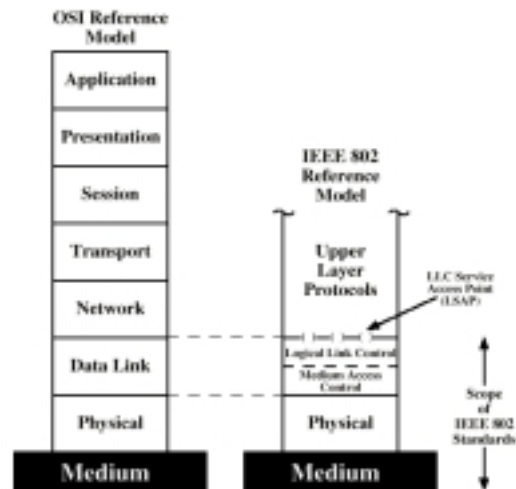 OSI Reference
Model
Application
Presentation
Session
Transport
Network
Data Link
Physical
Medium
IEEE 802
Reference
Model
Upper
Layer
Protocols
LLC Service
Access Point
(LSAP)
Logical Link Control
Medium Access
Control
Physical
Medium
Scope
of
IEEE 802
Standards